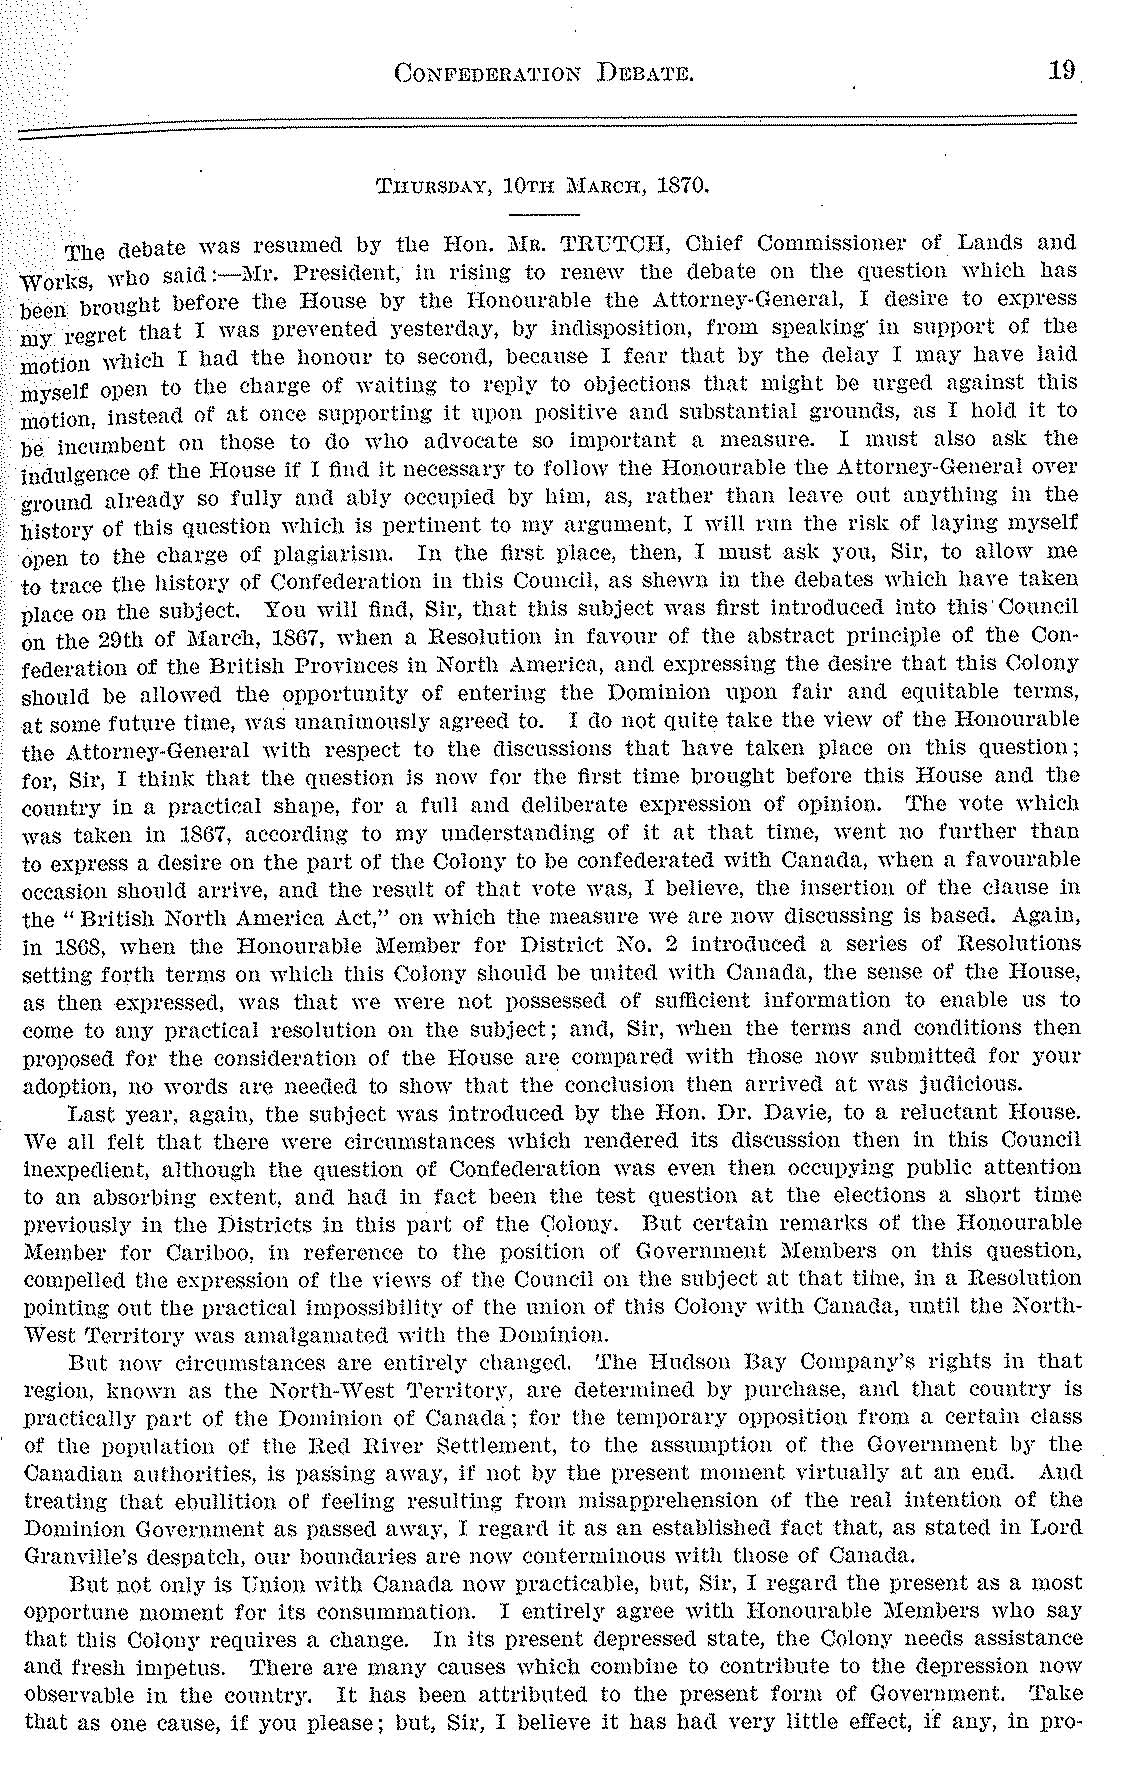 CONFEDERATION DEBATE. 19
THURSDAY, 10TH MARCH, 1870.
The debate was resumed by the Hon. MR. TRUTCH, Chief Commissioner of Lands and
Works, who said:—Mr. President, in rising to renew the debate on the question which has
been brought before the House by the Honourable the Attorney-General, I desire to express
my regret that I was prevented yesterday, by indisposition, from speaking in support of the
motion which I had the honour to second, because I fear that by the delay I may have laid
myself open to the charge of waiting to reply to objections that might be urged against this
motion, instead of at once supporting it upon positive and substantial grounds, as I hold it to
be incumbent on those to do who advocate so important a measure. I must also ask the
indulgence of the House if I find it necessary to follow the Honourable the Attorney-General over
ground already so fully and ably occupied by him, as, rather than leave out anything in the
history of this question which is pertinent to my argument, I will run the risk of laying myself
open to the charge of plagiarism. In the first place, then, I must ask you, Sir, to allow me
to trace the history of Confederation in this Council, as shewn in the debates which have taken
place on the subject. You will find, Sir, that this subject was first introduced into this Council
on the 29th of March, 1867, when a Resolution in favour of the abstract principle of the Con-
federation of the British Provinces in North America, and expressing the desire that this Colony
should be allowed the opportunity of entering the Dominion upon fair and equitable terms,
at some future time, was unanimously agreed to. I do not quite take the view of the Honourable
the Attorney-General with respect to the discussions that have taken place on this question;
for, Sir, I think that the question is now for the first time brought before this House and the
country in a practical shape, for a full and deliberate expression of opinion. The vote which
was taken in 1867, according to my understanding of it at that time, went no further than
to express a desire on the part of the Colony to be confederated with Canada, when a favourable
occasion should arrive, and the result of that vote was, I believe, the insertion of the clause in
the "British North America Act," on which the measure we are now discussing is based. Again,
in 1868, when the Honourable Member for District No. 2 introduced a series of Resolutions
setting forth terms on which this Colony should be united with Canada, the sense of the House,
as then expressed, was that we were not possessed of sufficient information to enable us to
come to any practical resolution on the subject; and, Sir, when the terms and conditions then
proposed for the consideration of the House are compared with those now submitted for your
adoption, no words are needed to show that the conclusion then arrived at was judicious.
Last year, again, the subject was introduced by the Hon. Dr. Davie, to a reluctant House.
We all felt that there were circumstances which rendered its discussion then in this Council
inexpedient, although the question of Confederation was even then occupying public attention
to an absorbing extent, and had in fact been the test question at the elections a short time
previously in the Districts in this part of the Colony. But certain remarks of the Honourable
Member for Cariboo, in reference to the position of Government Members on this question,
compelled the expression of the views of the Council on the subject at that time, in a Resolution
pointing out the practical impossibility of the union of this Colony with Canada, until the North-
West Territory was amalgamated with the Dominion.
But now circumstances are entirely changed. The Hudson Bay Company's rights in that
region, known as the North-West Territory, are determined by purchase, and that country is
practically part of the Dominion of Canada; for the temporary opposition from a certain class
of the population of the Red River Settlement, to the assumption of the Government by the
Canadian authorities, is passing away, if not by the present moment virtually at an end. And
treating that ebullition of feeling resulting from misapprehension of the real intention of the
Dominion Government as passed away, I regard it as an established fact that, as stated in Lord
Granville's despatch, our boundaries are now conterminous with those of Canada.
But not only is Union with Canada now practicable, but, Sir, I regard the present as a most
opportune moment for its consummation. I entirely agree with Honourable Members who say
that this Colony requires a change. In its present depressed state, the Colony needs assistance
and fresh impetus. There are many causes which combine to contribute to the depression now
observable in the country. It has been attributed to the present form of Government. Take
that as one cause, if you please; but, Sir, I believe it has had very little effect, if any, in pro-